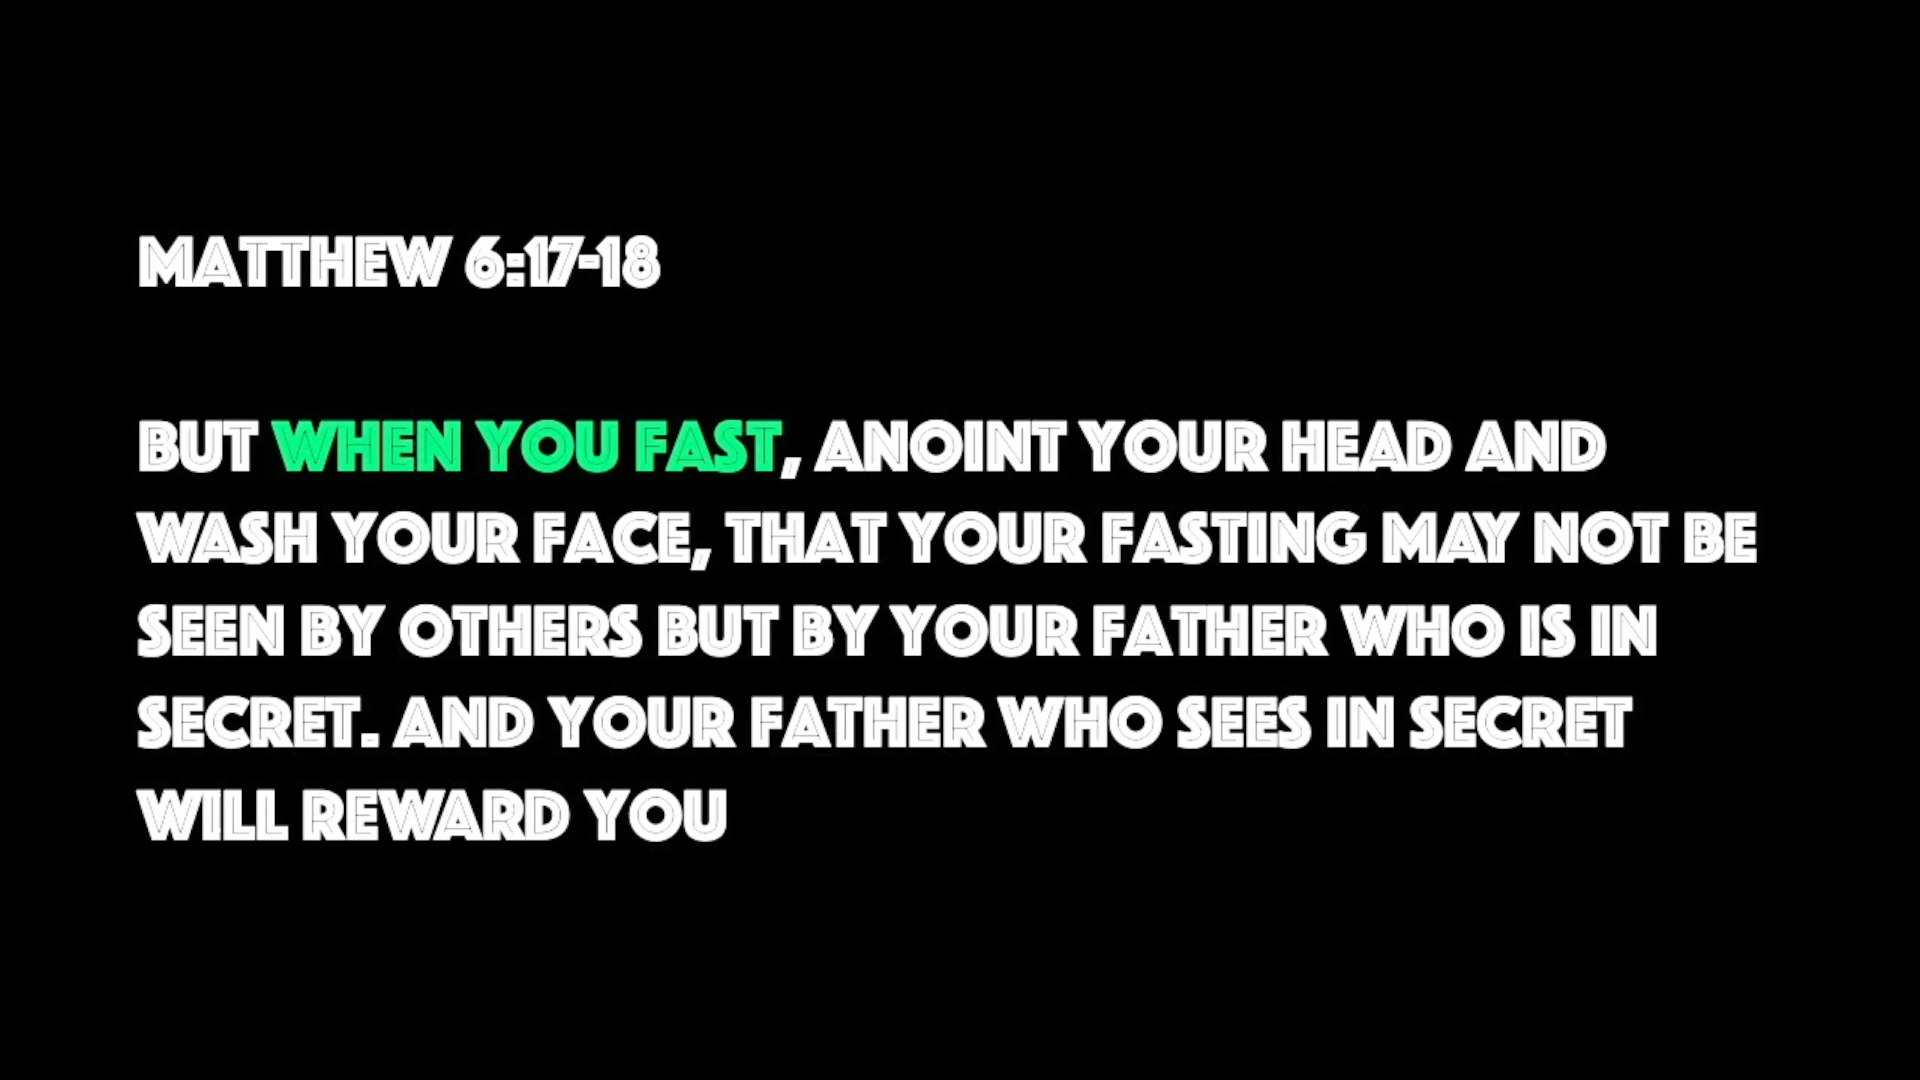 MATTHEW 6:17-18
BUT WHEN YOU FAST, ANOINT YOUR HEAD AND
WASH YOUR FACE, THAT YOUR FASTING MAY NOT BE
SEEN BY OTHERS BUT BY YOUR FATHER WHO IS IN
SECRET. AND YOUR FATHER WHO SEES IN SECRET
WILL REWARD YOU